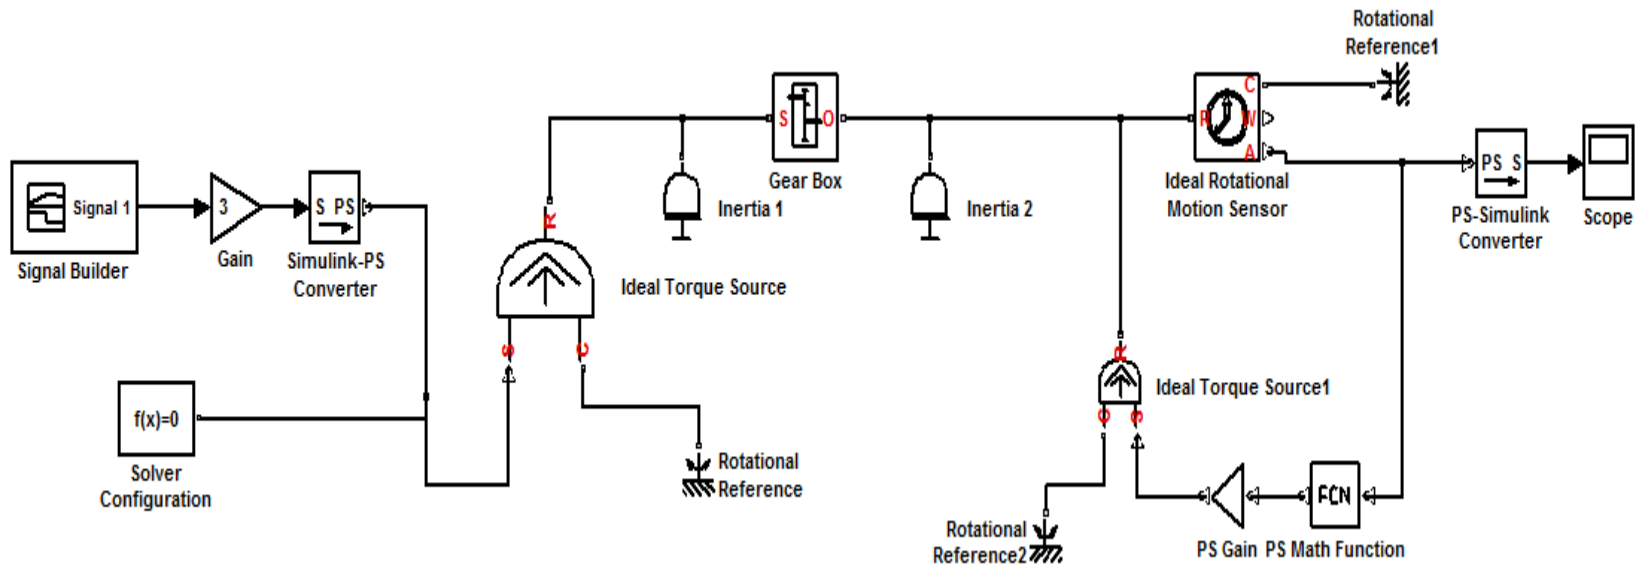 Rotational
Reference1
C
S
O
R
W
A
Gear Box
Ideal Rotational
Motion Sensor
PS S
PS-Simulink
Converter
Scope
Signal 1
Signal Builder
3
Gain
S PS
Simulink-PS
Converter
Inertia 1
Inertia 2
R
Ideal Torque Source
S
C
R
Ideal Torque Source1
C
S
f(x)=0
Solver
Configuration
Rotational
Reference
Rotational
Reference2
FCN
PS Gain
PS Math Function